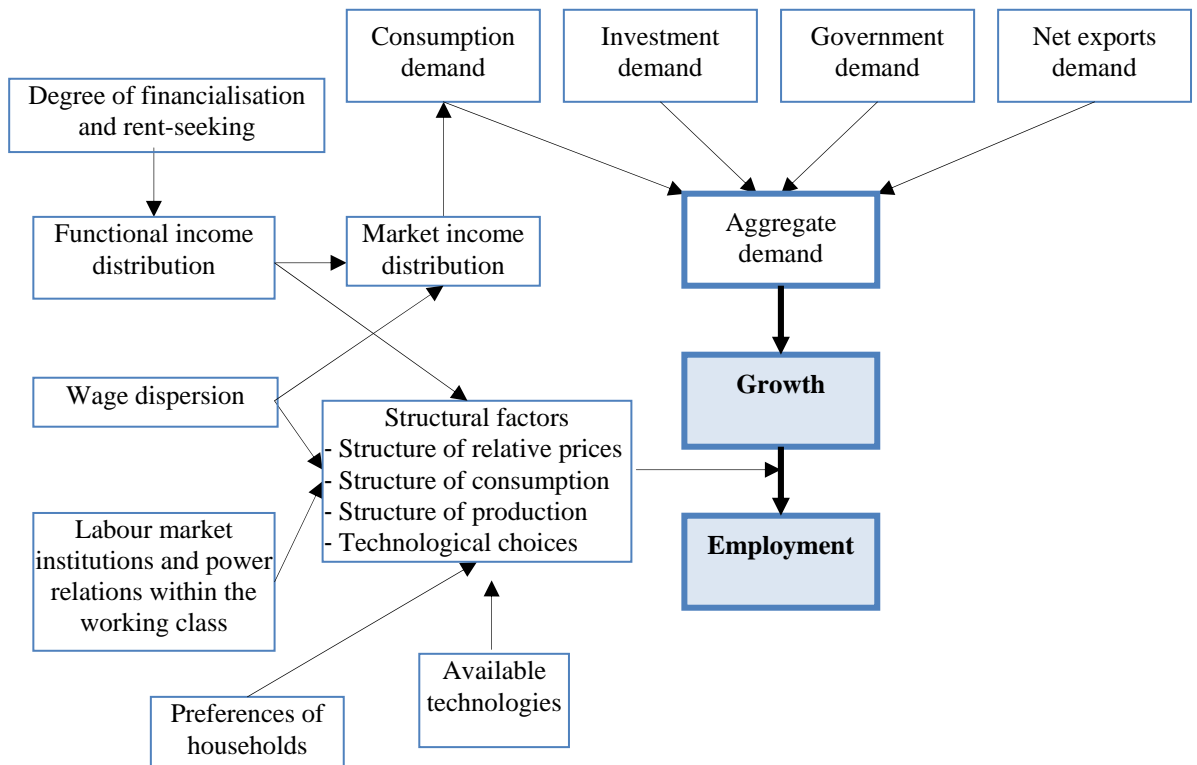 Consumption
demand
Investment
demand
Government
demand
Net exports
demand
Degree of financialisation
and rent-seeking
Functional income
distribution
Market income
distribution
Aggregate
demand
Growth
Wage dispersion
Structural factors
- Structure of relative prices
- Structure of consumption
- Structure of production
- Technological choices
Labour market
institutions and power
relations within the
working class
Employment
Available
technologies
Preferences of
households